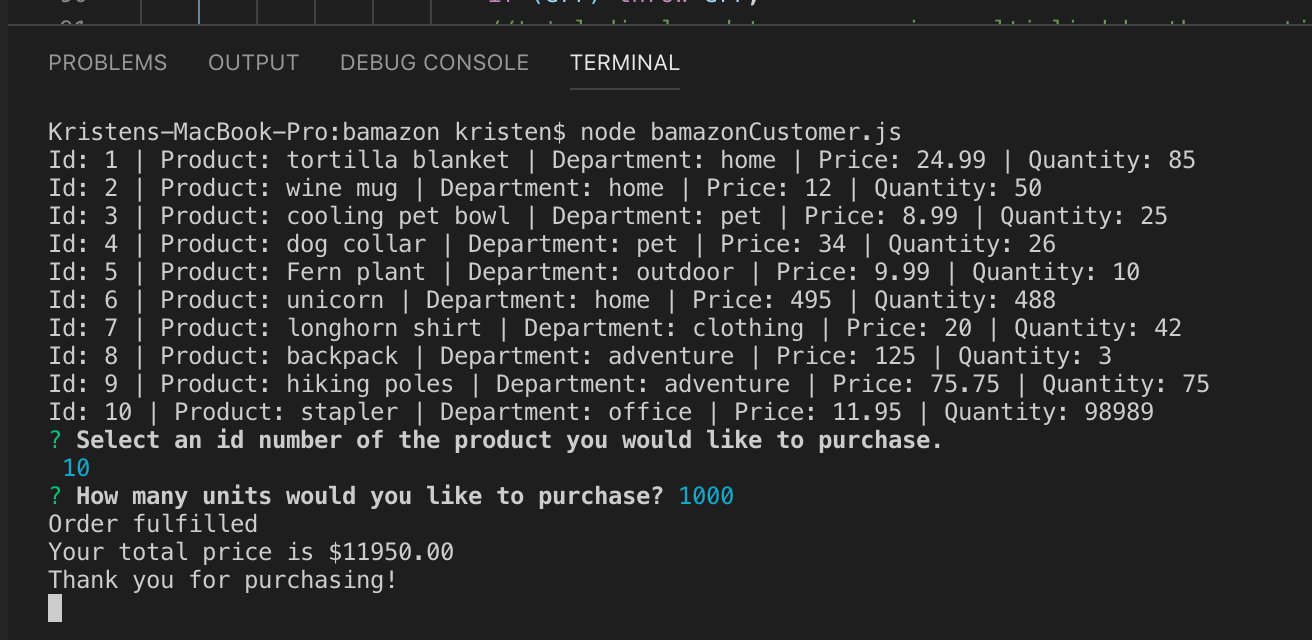 PROBLEMS OUTPUT DEBUG CONSOLE TERMINAL
Kristens-MacBook-Pro:bamazon kristen$ node bamazonCustomer.js
Id: 1 | Product: tortilla blanket | Department: home | Price: 24.99 | Quantity: 85
Id: 2 | Product: wine mug | Department: home | Price: 12 | Quantity: 50
Id: 3 | Product: cooling pet bowl | Department: pet | Price: 8.99 | Quantity: 25
Id: 4 | Product: dog collar | Department: pet | Price: 34 | Quantity: 26
Id: 5 | Product: Fern plant | Department: outdoor | Price: 9.99 | Quantity: 10
Id: 6 | Product: unicorn | Department: home | Price: 495 | Quantity: 488
Id: 7 | Product: longhorn shirt | Department: clothing | Price: 20 | Quantity: 42
Id: 8 | Product: backpack | Department: adventure | Price: 125 | Quantity: 3
Id: 9 | Product: hiking poles | Department: adventure | Price: 75.75 | Quantity: 75
Id: 10 | Product: stapler | Department: office | Price: 11.95 | Quantity: 98989
? Select an id number of the product you would like to purchase.
10
? How many units would you like to purchase? 1000
Order fulfilled
Your total price is $11950.00
Thank you for purchasing!